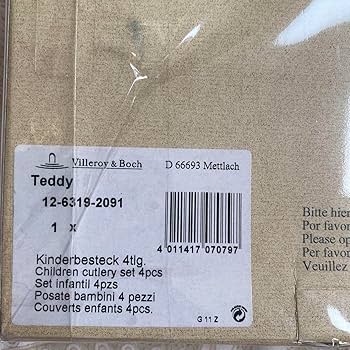 Villeroy & Boch D 66693 Mettlach
Teddy
12-6319-2091
1 x
4 011417 070797
Kinderbesteck 4tlg.
Children cutlery set 4pcs
Set infantil 4pzs
Posate bambini 4 pezzi
Couverts enfants 4pcs.
G 11 Z
Bitte hier
Por favor
Please op
Per favor
Veuillez